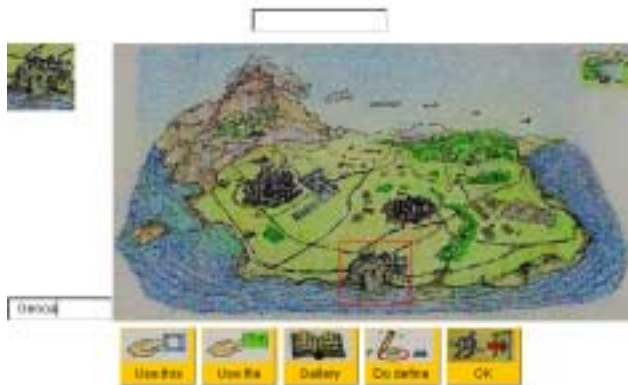 Genoa
Use this
Use file
Gallery
Do define
OK